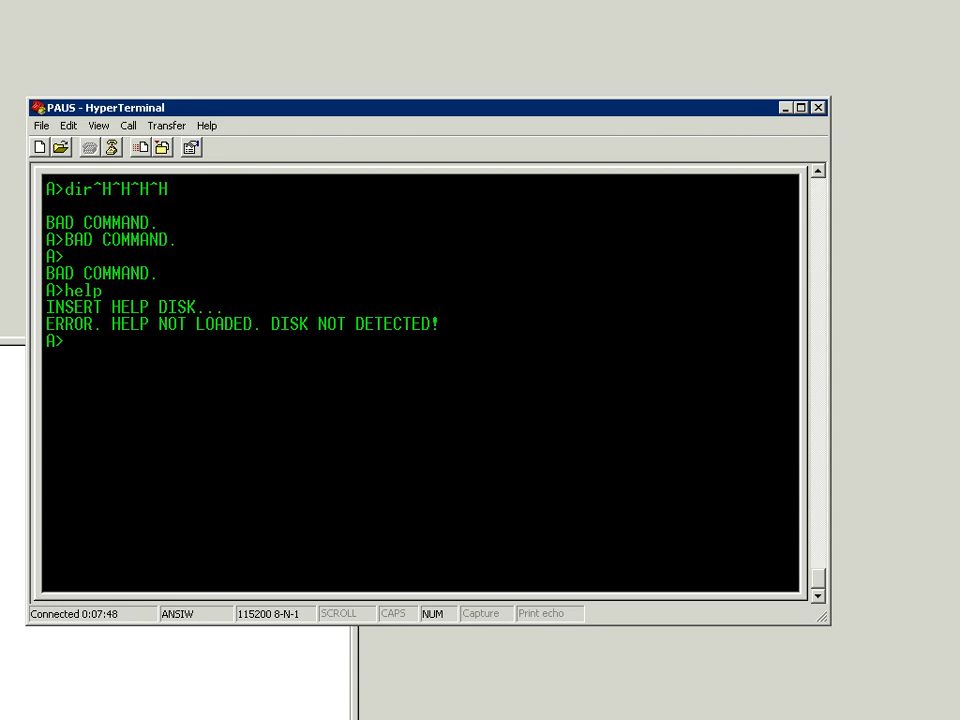 PAUS - HyperTerminal
File Edit View Call Transfer Help
A>dir^H^H^H^H
BAD COMMAND.
A>BAD COMMAND.
A>
BAD COMMAND.
A>help
INSERT HELP DISK...
ERROR. HELP NOT LOADED. DISK NOT DETECTED!
A>
Connected 0:07:48 ANSIW 115200 8-N-1 SCROLL CAPS NUM Capture Print echo